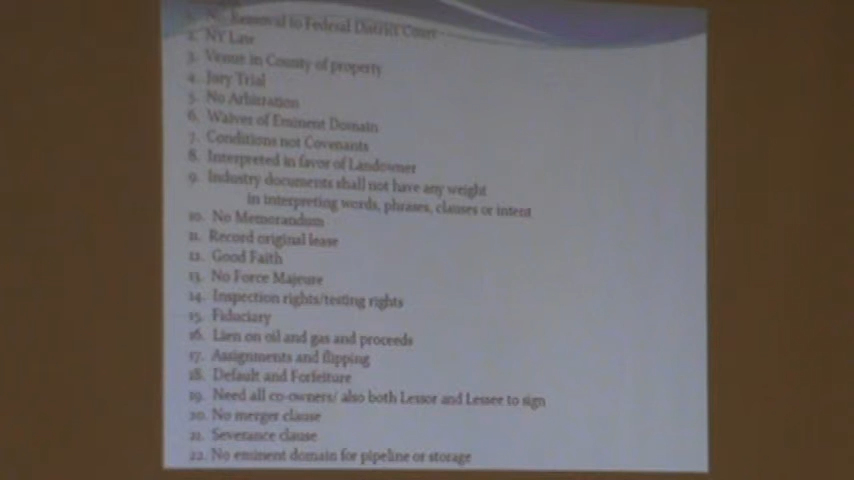 1. No Removal to Federal District Court
2. NY Law
3. Venue in County of property
4. Jury Trial
5. No Arbitration
6. Waiver of Eminent Domain
7. Conditions not Covenants
8. Interpreted in favor of Landowner
9. Industry documents shall not have any weight
in interpreting words, phrases, clauses or intent
10. No Memorandum
11. Record original lease
12. Good Faith
13. No Force Majeure
14. Inspection rights/testing rights
15. Fiduciary
16. Lien on oil and gas and proceeds
17. Assignments and flipping
18. Default and Forfeiture
19. Need all co-owners/ also both Lessor and Lessee to sign
20. No merger clause
21. Severance clause
22. No eminent domain for pipeline or storage